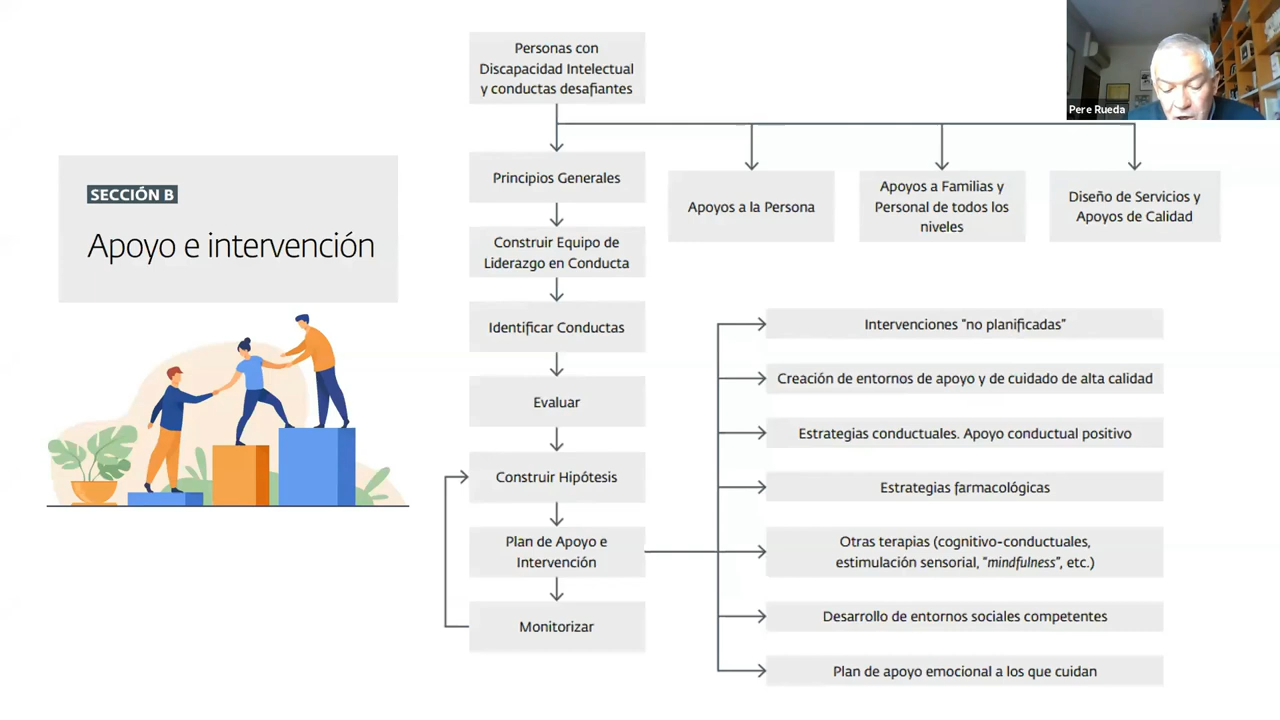 Personas con
Discapacidad Intelectual
y conductas desafiantes
Pere Rueda
SECCIÓN B
Apoyo e intervención
Principios Generales
Apoyos a la Persona
Apoyos a Familias y
Personal de todos los
niveles
Diseño de Servicios y
Apoyos de Calidad
Construir Equipo de
Liderazgo en Conducta
Identificar Conductas
Evaluar
Construir Hipótesis
Plan de Apoyo e
Intervención
Monitorizar
Intervenciones “no planificadas”
Creación de entornos de apoyo y de cuidado de alta calidad
Estrategias conductuales. Apoyo conductual positivo
Estrategias farmacológicas
Otras terapias (cognitivo-conductuales,
estimulación sensorial, “mindfulness”, etc.)
Desarrollo de entornos sociales competentes
Plan de apoyo emocional a los que cuidan